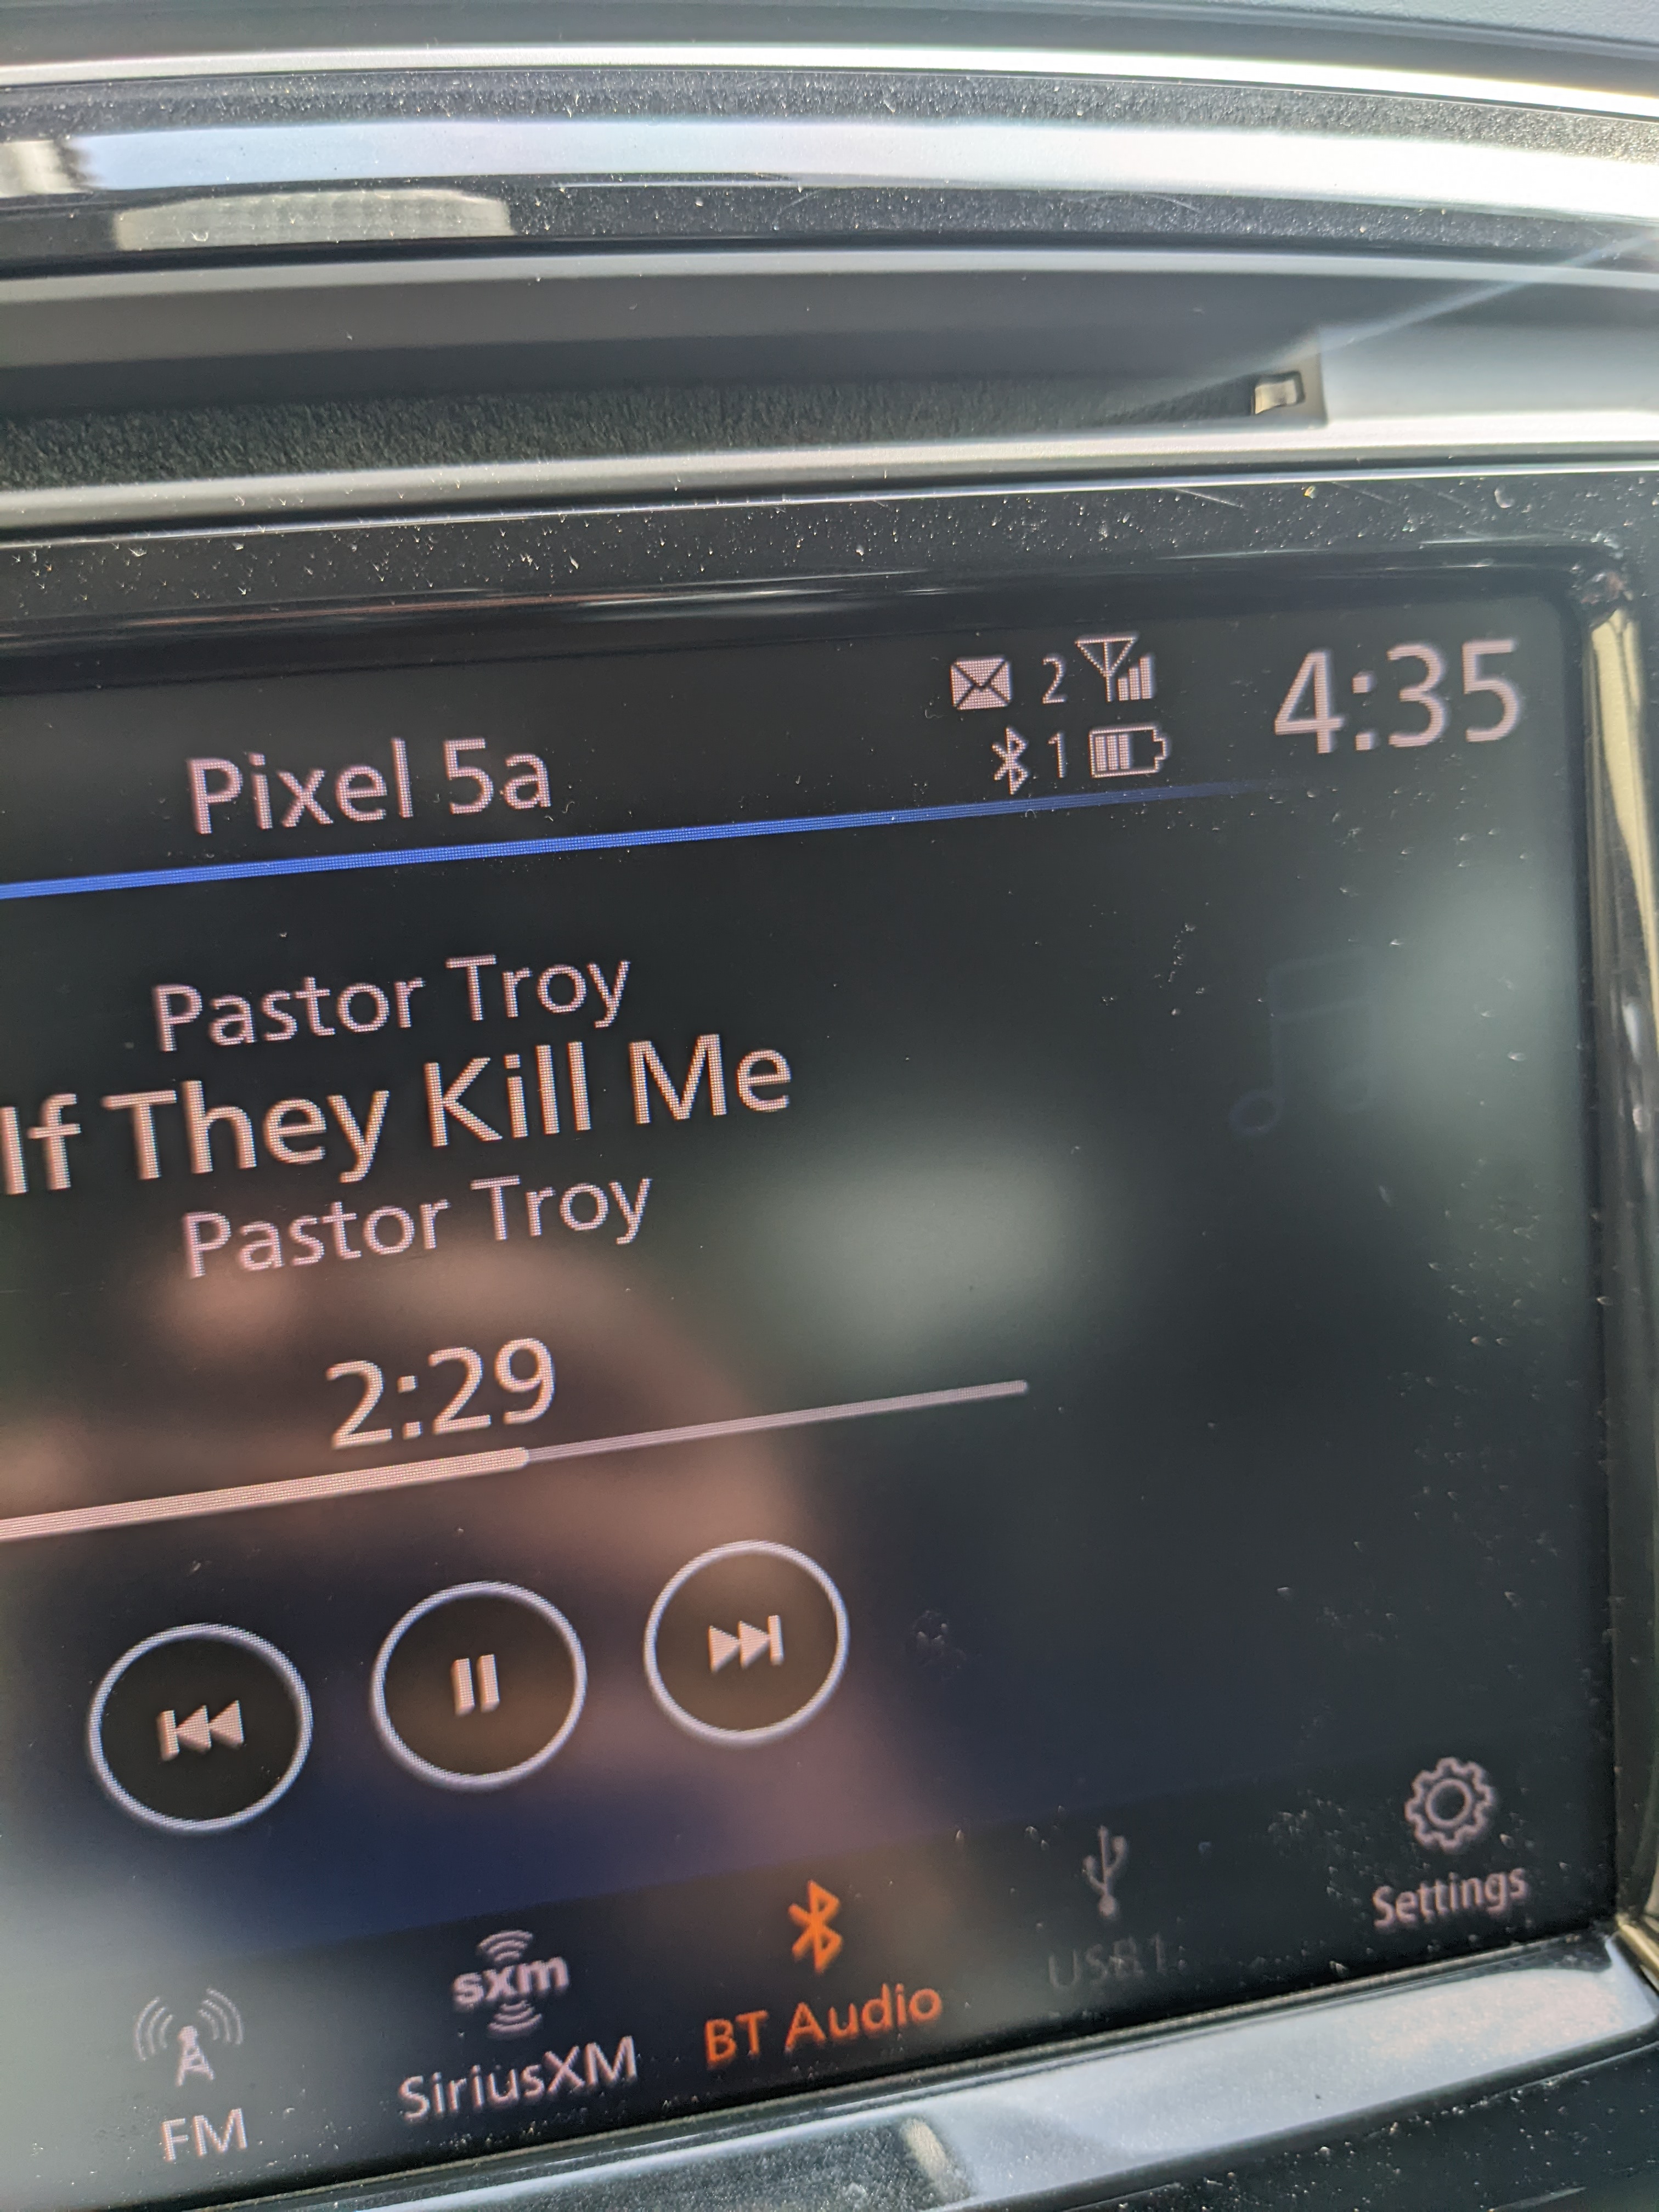 2
4:35
Pixel 5a
1
Pastor Troy
If They Kill Me
Pastor Troy
2:29
FM
sxm
SiriusXM
BT Audio
USB1
Settings